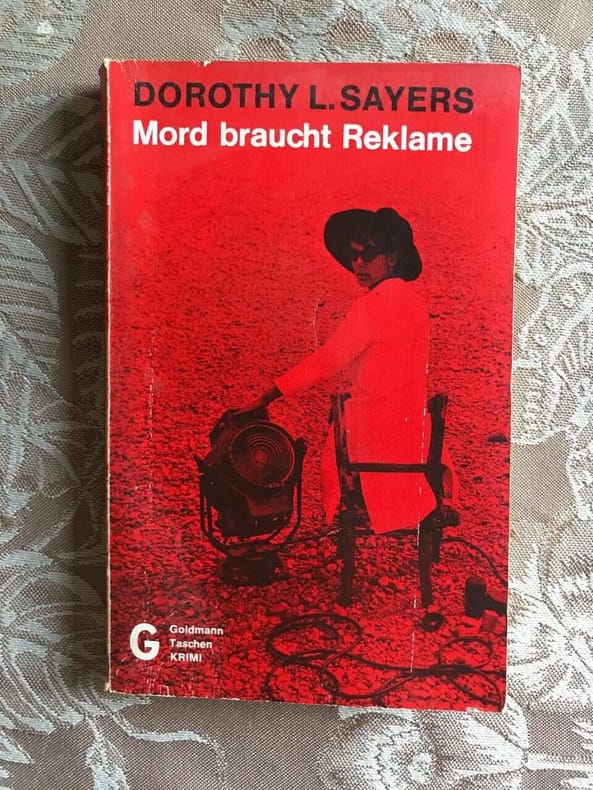 DOROTHY L. SAYERS
Mord braucht Reklame
G
Goldmann
Taschen
KRIMI